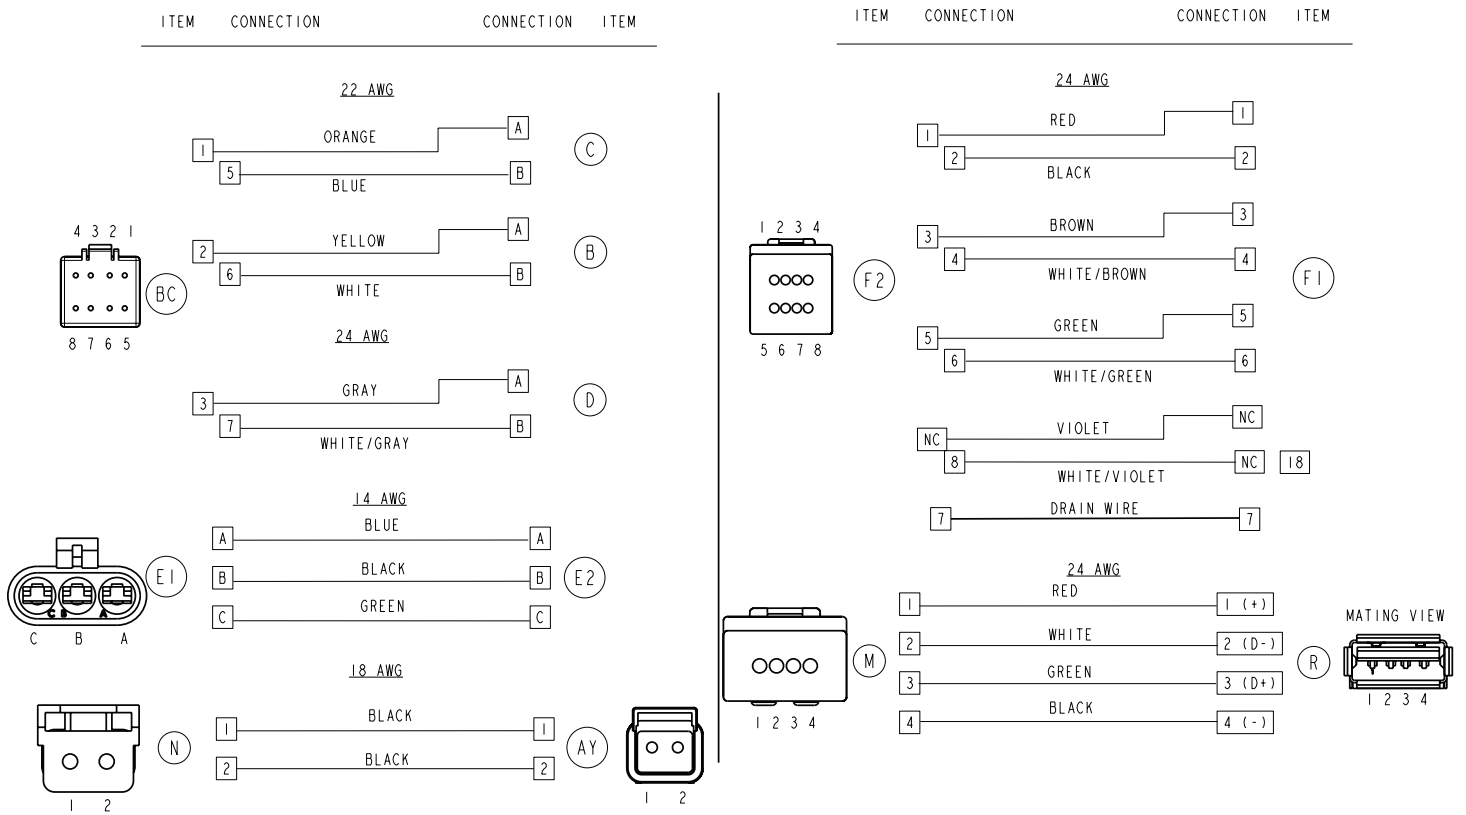 ITEM CONNECTION CONNECTION ITEM
22 AWG
ORANGE
1 A
C
5 B
BLUE
YELLOW
2 A
B
6 B
WHITE
4 3 2 1
BC
8 7 6 5
24 AWG
GRAY
3 A
D
7 B
WHITE/GRAY
14 AWG
BLUE
A A
E1
BLACK
B B
E2
GREEN
C C
C B A
C B A
18 AWG
BLACK
1 1
N AY
BLACK
2 2
1 2
1 2
ITEM CONNECTION CONNECTION ITEM
24 AWG
RED
1 1
2 2
BLACK
BROWN
3 3
4 4
WHITE/BROWN
1 2 3 4
F2
F1
5 6 7 8
GREEN
5 5
6 6
WHITE/GREEN
VIOLET
NC NC
8 NC 18
WHITE/VIOLET
DRAIN WIRE
7 7
24 AWG
RED
1 1 (+)
WHITE
2 2 (D-)
M
R
GREEN
3 3 (D+)
BLACK
4 4 (-)
1 2 3 4
MATING VIEW
1 2 3 4